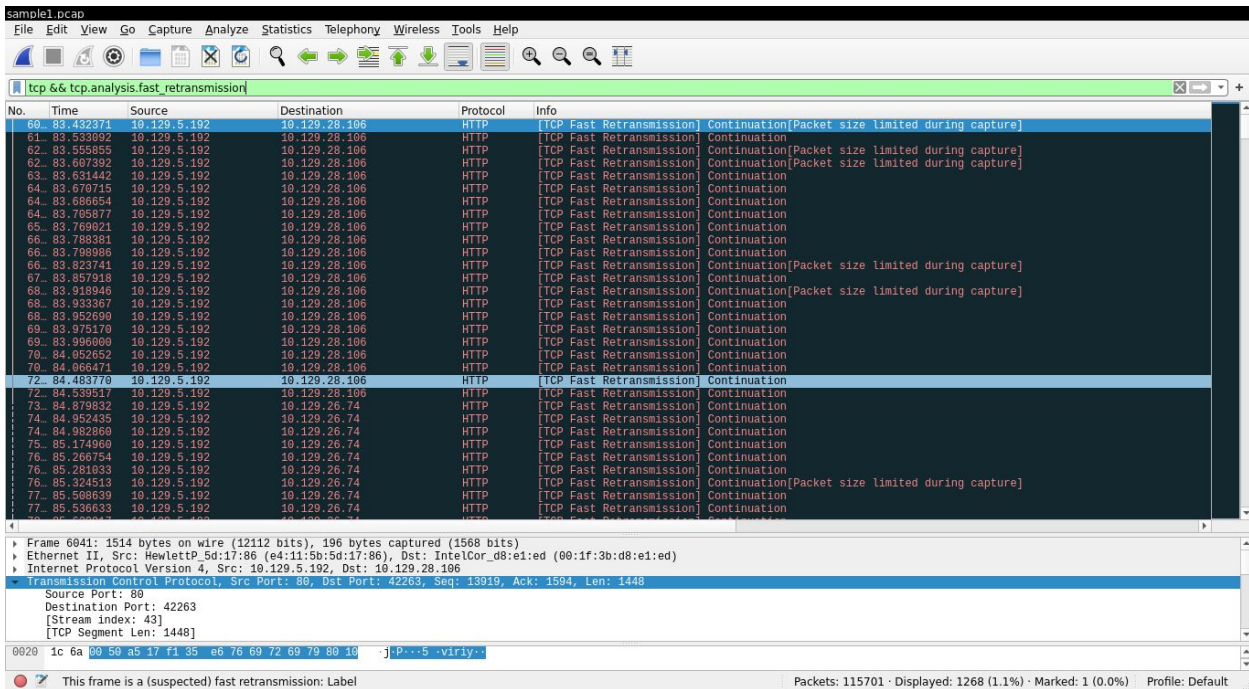 sample1.pcap
File Edit View Go Capture Analyze Statistics Telephony Wireless Tools Help
tcp && tcp.analysis.fast_retransmission
No. Time Source Destination Protocol Info
60… 83.432371 10.129.5.192 10.129.28.106 HTTP [TCP Fast Retransmission] Continuation[Packet size limited during capture]
61… 83.533092 10.129.5.192 10.129.28.106 HTTP [TCP Fast Retransmission] Continuation
62… 83.555855 10.129.5.192 10.129.28.106 HTTP [TCP Fast Retransmission] Continuation[Packet size limited during capture]
62… 83.607392 10.129.5.192 10.129.28.106 HTTP [TCP Fast Retransmission] Continuation[Packet size limited during capture]
63… 83.631442 10.129.5.192 10.129.28.106 HTTP [TCP Fast Retransmission] Continuation
64… 83.670715 10.129.5.192 10.129.28.106 HTTP [TCP Fast Retransmission] Continuation
64… 83.686654 10.129.5.192 10.129.28.106 HTTP [TCP Fast Retransmission] Continuation
64… 83.705877 10.129.5.192 10.129.28.106 HTTP [TCP Fast Retransmission] Continuation
65… 83.769021 10.129.5.192 10.129.28.106 HTTP [TCP Fast Retransmission] Continuation
66… 83.788381 10.129.5.192 10.129.28.106 HTTP [TCP Fast Retransmission] Continuation
66… 83.798986 10.129.5.192 10.129.28.106 HTTP [TCP Fast Retransmission] Continuation
66… 83.823741 10.129.5.192 10.129.28.106 HTTP [TCP Fast Retransmission] Continuation[Packet size limited during capture]
67… 83.857918 10.129.5.192 10.129.28.106 HTTP [TCP Fast Retransmission] Continuation
68… 83.918946 10.129.5.192 10.129.28.106 HTTP [TCP Fast Retransmission] Continuation[Packet size limited during capture]
68… 83.933367 10.129.5.192 10.129.28.106 HTTP [TCP Fast Retransmission] Continuation
68… 83.952690 10.129.5.192 10.129.28.106 HTTP [TCP Fast Retransmission] Continuation
69… 83.975170 10.129.5.192 10.129.28.106 HTTP [TCP Fast Retransmission] Continuation
69… 83.996000 10.129.5.192 10.129.28.106 HTTP [TCP Fast Retransmission] Continuation
70… 84.052652 10.129.5.192 10.129.28.106 HTTP [TCP Fast Retransmission] Continuation
70… 84.066471 10.129.5.192 10.129.28.106 HTTP [TCP Fast Retransmission] Continuation
72… 84.483770 10.129.5.192 10.129.28.106 HTTP [TCP Fast Retransmission] Continuation
72… 84.539517 10.129.5.192 10.129.28.106 HTTP [TCP Fast Retransmission] Continuation
73… 84.879832 10.129.5.192 10.129.26.74 HTTP [TCP Fast Retransmission] Continuation
74… 84.952435 10.129.5.192 10.129.26.74 HTTP [TCP Fast Retransmission] Continuation
74… 84.982860 10.129.5.192 10.129.26.74 HTTP [TCP Fast Retransmission] Continuation
75… 85.174960 10.129.5.192 10.129.26.74 HTTP [TCP Fast Retransmission] Continuation
76… 85.266754 10.129.5.192 10.129.26.74 HTTP [TCP Fast Retransmission] Continuation
76… 85.281033 10.129.5.192 10.129.26.74 HTTP [TCP Fast Retransmission] Continuation
76… 85.324513 10.129.5.192 10.129.26.74 HTTP [TCP Fast Retransmission] Continuation[Packet size limited during capture]
77… 85.508639 10.129.5.192 10.129.26.74 HTTP [TCP Fast Retransmission] Continuation
77… 85.536633 10.129.5.192 10.129.26.74 HTTP [TCP Fast Retransmission] Continuation
Frame 6041: 1514 bytes on wire (12112 bits), 196 bytes captured (1568 bits)
Ethernet II, Src: HewlettP_5d:17:86 (e4:11:5b:5d:17:86), Dst: IntelCor_d8:e1:ed (00:1f:3b:d8:e1:ed)
Internet Protocol Version 4, Src: 10.129.5.192, Dst: 10.129.28.106
Transmission Control Protocol, Src Port: 80, Dst Port: 42263, Seq: 13919, Ack: 1594, Len: 1448
Source Port: 80
Destination Port: 42263
[Stream index: 43]
[TCP Segment Len: 1448]
0020 1c 6a 00 50 a5 17 f1 35 e6 76 69 72 69 79 80 10 ·j·P···5 ·viriy··
This frame is a (suspected) fast retransmission: Label Packets: 115701 · Displayed: 1268 (1.1%) · Marked: 1 (0.0%) Profile: Default